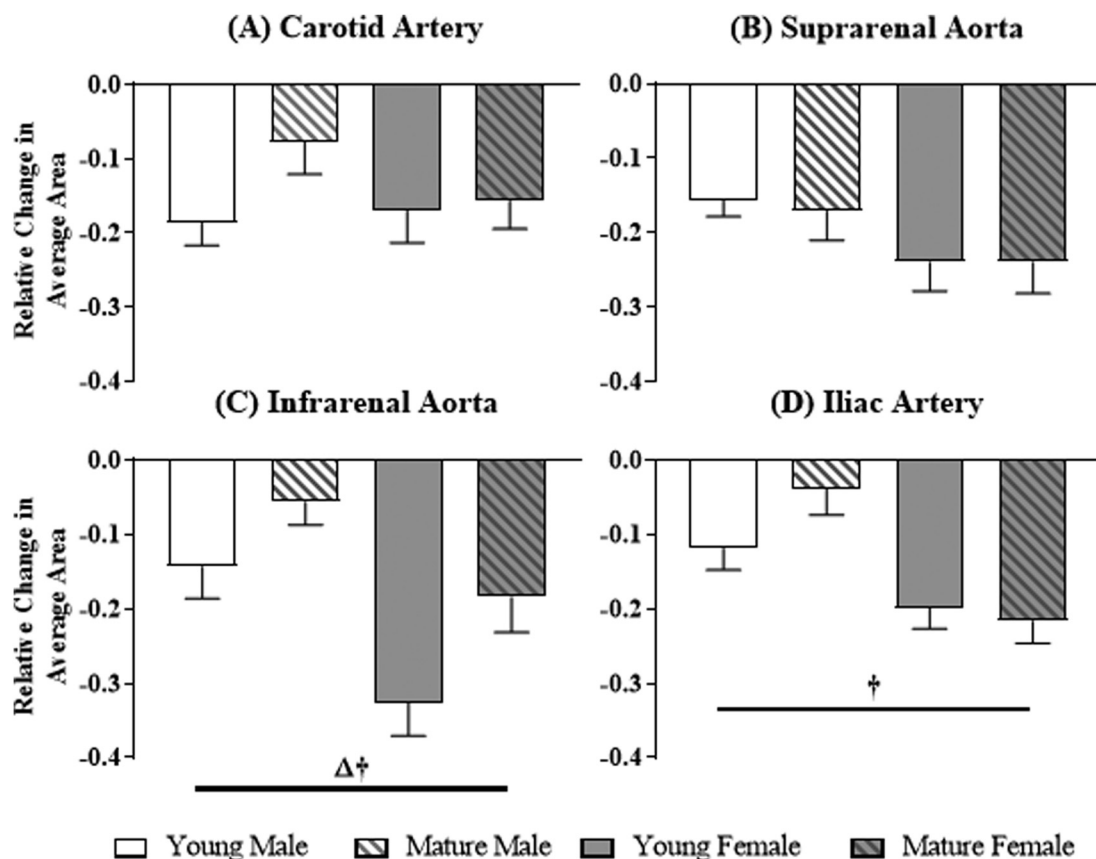 (A) Carotid Artery
(B) Suprarenal Aorta
Relative Change in
Average Area
0.0
-0.1
-0.2
-0.3
-0.4
0.0
-0.1
-0.2
-0.3
-0.4
(C) Infrarenal Aorta
(D) Iliac Artery
Relative Change in
Average Area
0.0
-0.1
-0.2
-0.3
-0.4
Δ†
0.0
-0.1
-0.2
-0.3
-0.4
†
Young Male
Mature Male
Young Female
Mature Female